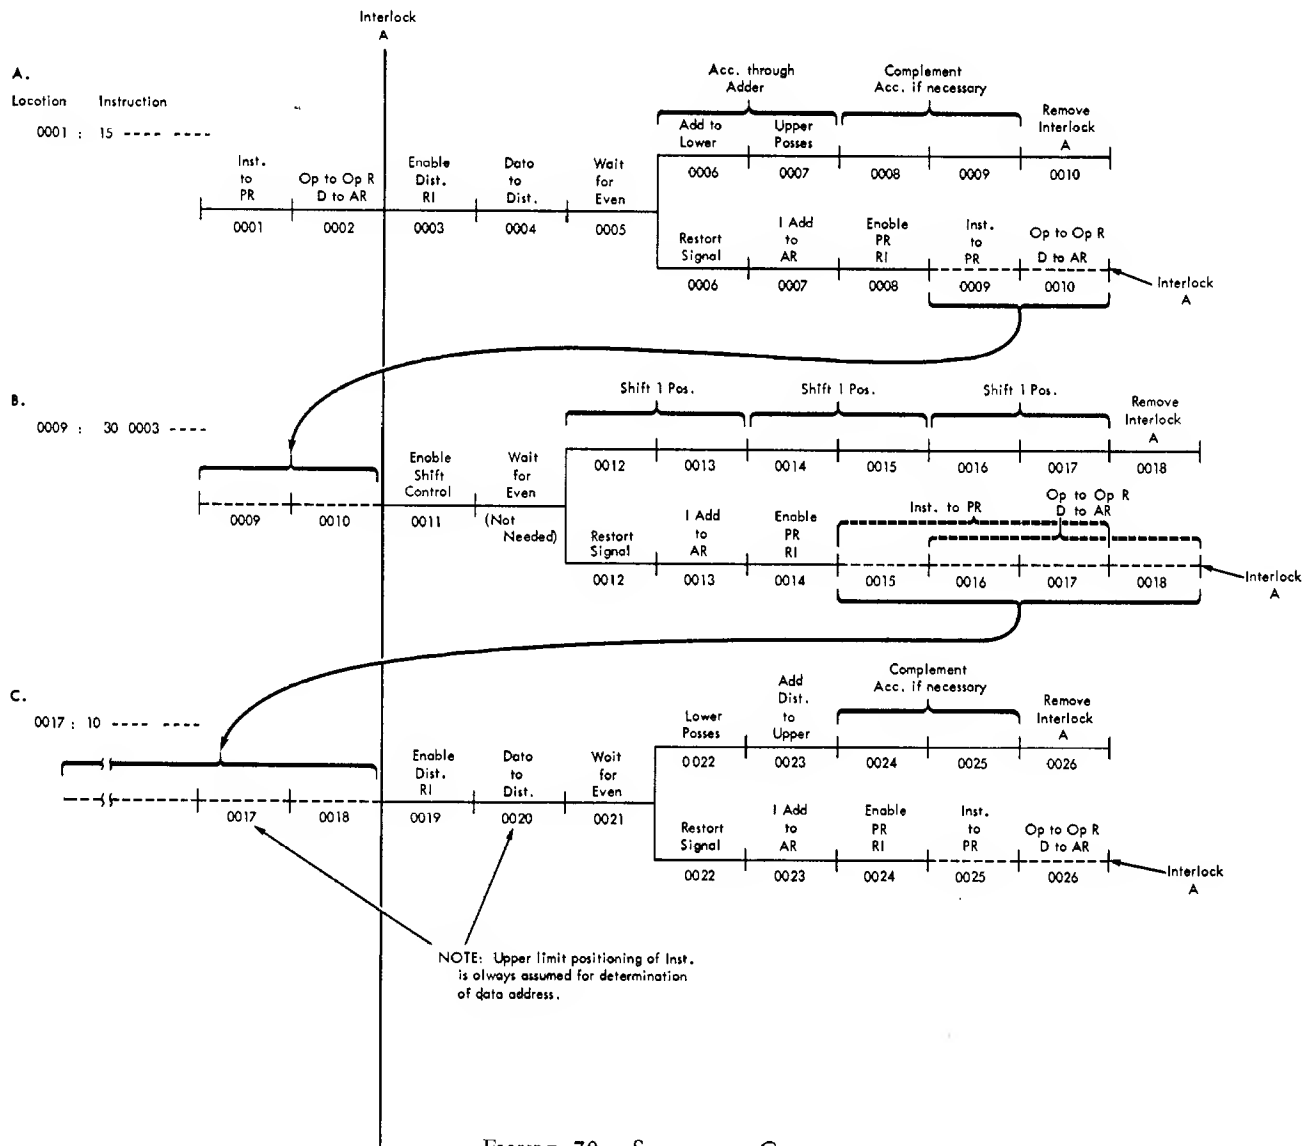 Interlock
A
A.
Location Instruction
0001 : 15 ---- ----
Inst.
to
PR
Op to Op R
D to AR
Enable
Dist.
RI
Data
to
Dist.
Wait
for
Even
0001 0002 0003 0004 0005
Acc. through
Adder
Complement
Acc. if necessary
Add to
Lower
Upper
Passes
Remove
Interlock
A
0006 0007 0008 0009 0010
Restart
Signal
I Add
to
AR
Enable
PR
RI
Inst.
to
PR
Op to Op R
D to AR
0006 0007 0008 0009 0010
Interlock
A
B.
0009 : 30 0003 ----
Enable
Shift
Control
Wait
for
Even
(Not
Needed)
0009 0010 0011
Shift 1 Pos. Shift 1 Pos. Shift 1 Pos.
Remove
Interlock
A
0012 0013 0014 0015 0016 0017 0018
Restart
Signal
I Add
to
AR
Enable
PR
RI
Inst. to PR
Op to Op R
D to AR
0012 0013 0014 0015 0016 0017 0018
Interlock
A
C.
0017 : 10 ---- ----
Enable
Dist.
RI
Data
to
Dist.
Wait
for
Even
0017 0018 0019 0020 0021
Lower
Passes
Add
Dist.
to
Upper
Complement
Acc. if necessary
Remove
Interlock
A
0022 0023 0024 0025 0026
Restart
Signal
I Add
to
AR
Enable
PR
RI
Inst.
to
PR
Op to Op R
D to AR
0022 0023 0024 0025 0026
Interlock
A
NOTE: Upper limit positioning of Inst.
is always assumed for determination
of data address.